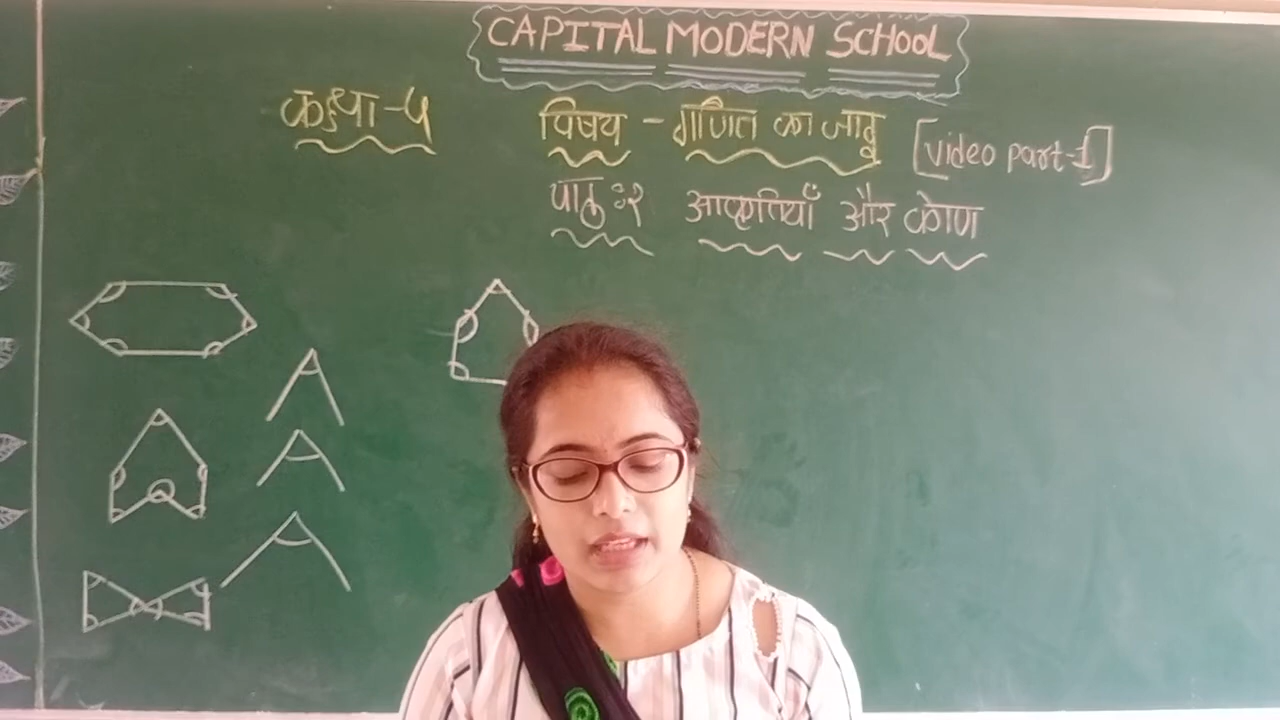 CAPITAL MODERN SCHOOL
कक्षा-५ विषय - गणित का जादू [video part-1]
पाठ:२ आकृतियाँ और कोण